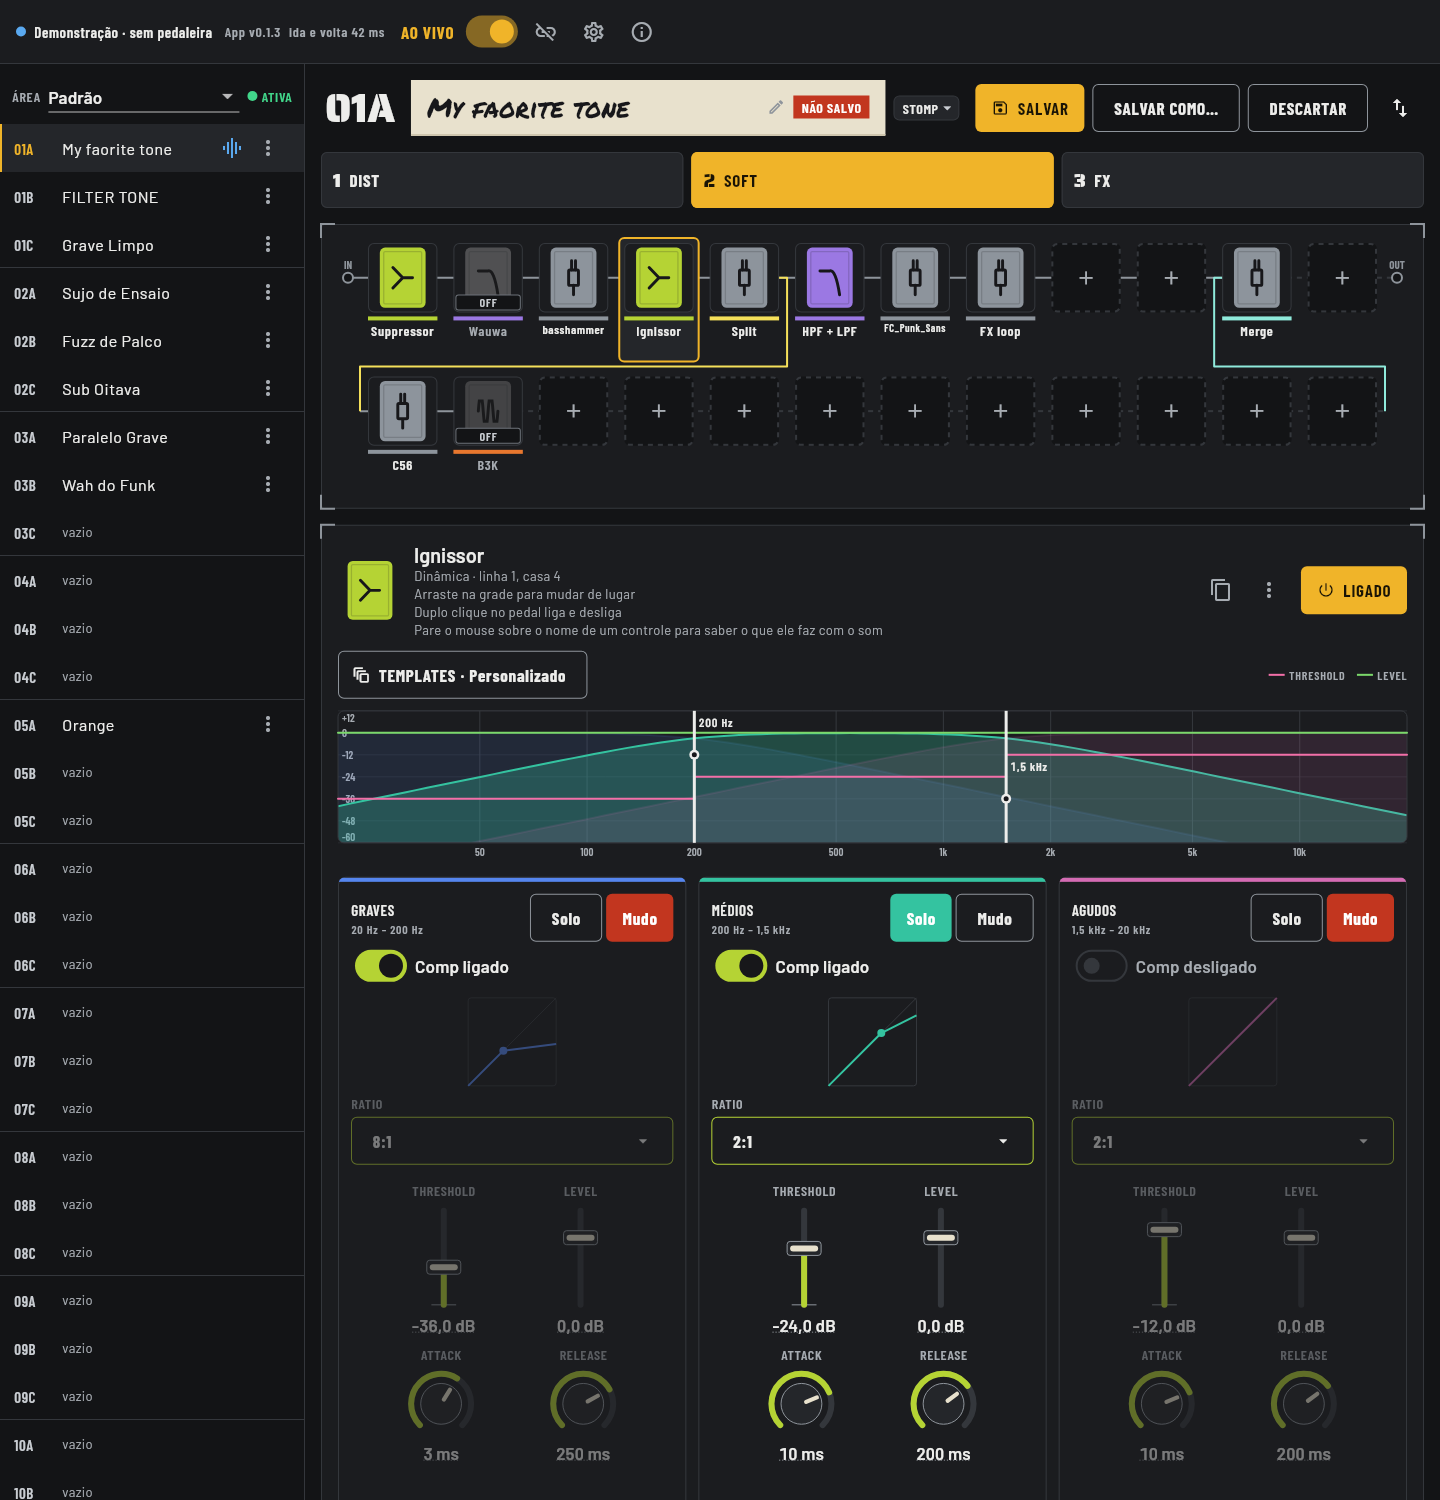 Demonstração · sem pedaleira App v0.1.3 Ida e volta 42 ms AO VIVO
ÁREA Padrão ATIVA
01A My faorite tone
01B FILTER TONE
01C Grave Limpo
02A Sujo de Ensaio
02B Fuzz de Palco
02C Sub Oitava
03A Paralelo Grave
03B Wah do Funk
03C vazio
04A vazio
04B vazio
04C vazio
05A Orange
05B vazio
05C vazio
06A vazio
06B vazio
06C vazio
07A vazio
07B vazio
07C vazio
08A vazio
08B vazio
08C vazio
09A vazio
09B vazio
09C vazio
10A vazio
10B vazio
01A My faorite tone NÃO SALVO STOMP SALVAR SALVAR COMO... DESCARTAR
1 DIST 2 SOFT 3 FX
IN OUT
OFF
Suppressor Wauwa basshammer Ignissor Split HPF + LPF FC_Punk_Sans FX loop Merge
OFF
C56 B3K
Ignissor
Dinâmica · linha 1, casa 4
Arraste na grade para mudar de lugar
Duplo clique no pedal liga e desliga
Pare o mouse sobre o nome de um controle para saber o que ele faz com o som
LIGADO
TEMPLATES · Personalizado THRESHOLD LEVEL
+12
0
-12
-24
-36
-48
-60
200 Hz
1,5 kHz
50 100 200 500 1k 2k 5k 10k
GRAVES
20 Hz – 200 Hz
Solo Mudo
Comp ligado
RATIO
8:1
THRESHOLD LEVEL
-36,0 dB 0,0 dB
ATTACK RELEASE
3 ms 250 ms
MÉDIOS
200 Hz – 1,5 kHz
Solo Mudo
Comp ligado
RATIO
2:1
THRESHOLD LEVEL
-24,0 dB 0,0 dB
ATTACK RELEASE
10 ms 200 ms
AGUDOS
1,5 kHz – 20 kHz
Solo Mudo
Comp desligado
RATIO
2:1
THRESHOLD LEVEL
-12,0 dB 0,0 dB
ATTACK RELEASE
10 ms 200 ms